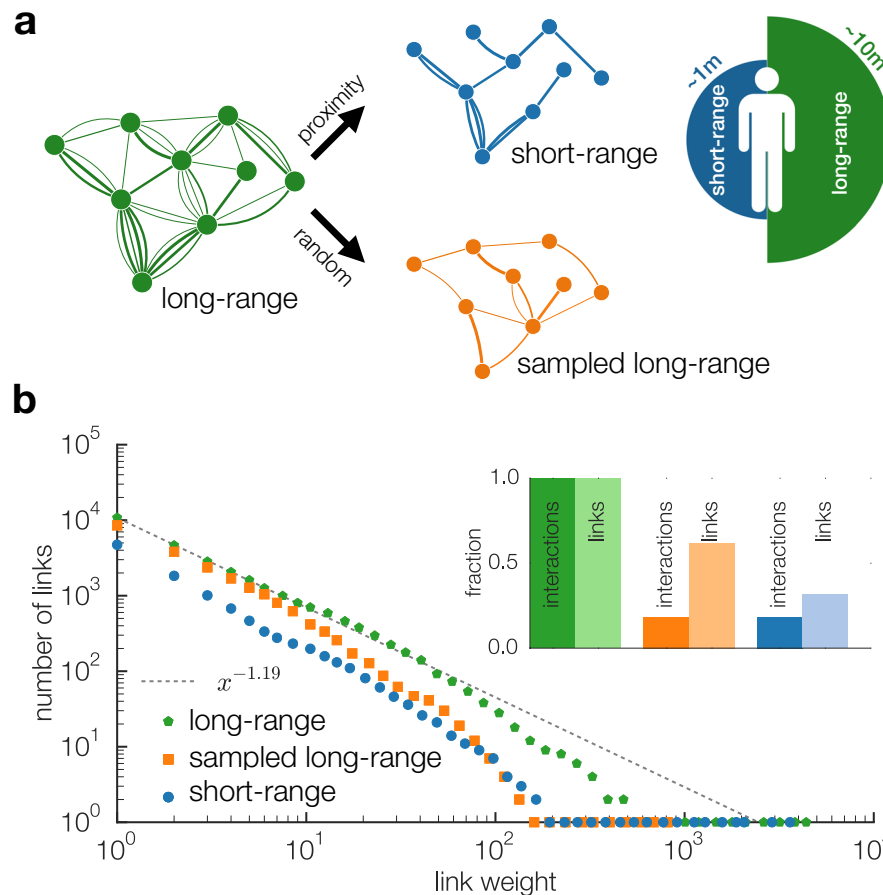 a
proximity
random
long-range
short-range
sampled long-range
~1m
~10m
short-range
long-range
b
number of links
10^5
10^4
10^3
10^2
10^1
10^0
x^{-1.19}
long-range
sampled long-range
short-range
10^0
10^1
10^2
10^3
link weight
fraction
1.0
0.5
0.0
interactions
links
interactions
links
interactions
links